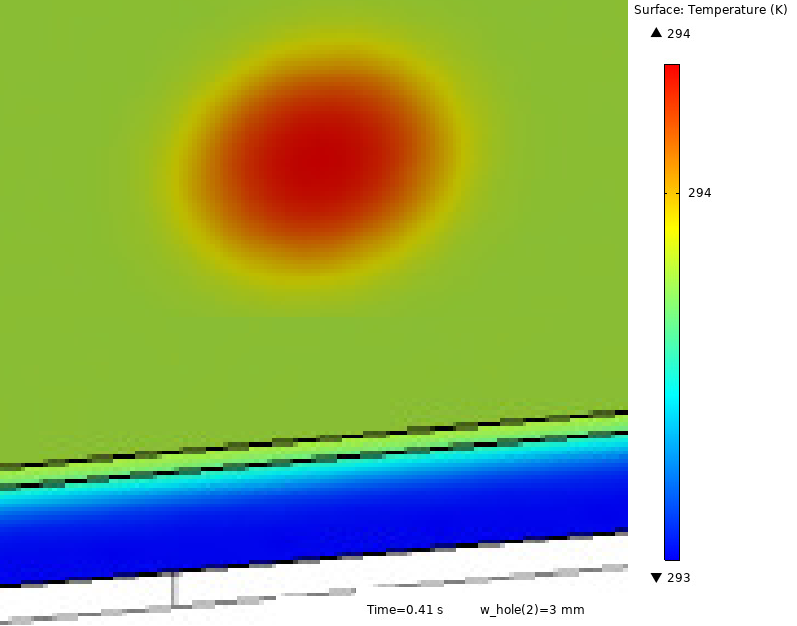 Surface: Temperature (K)
▲ 294
294
▼ 293
Time=0.41 s w_hole(2)=3 mm